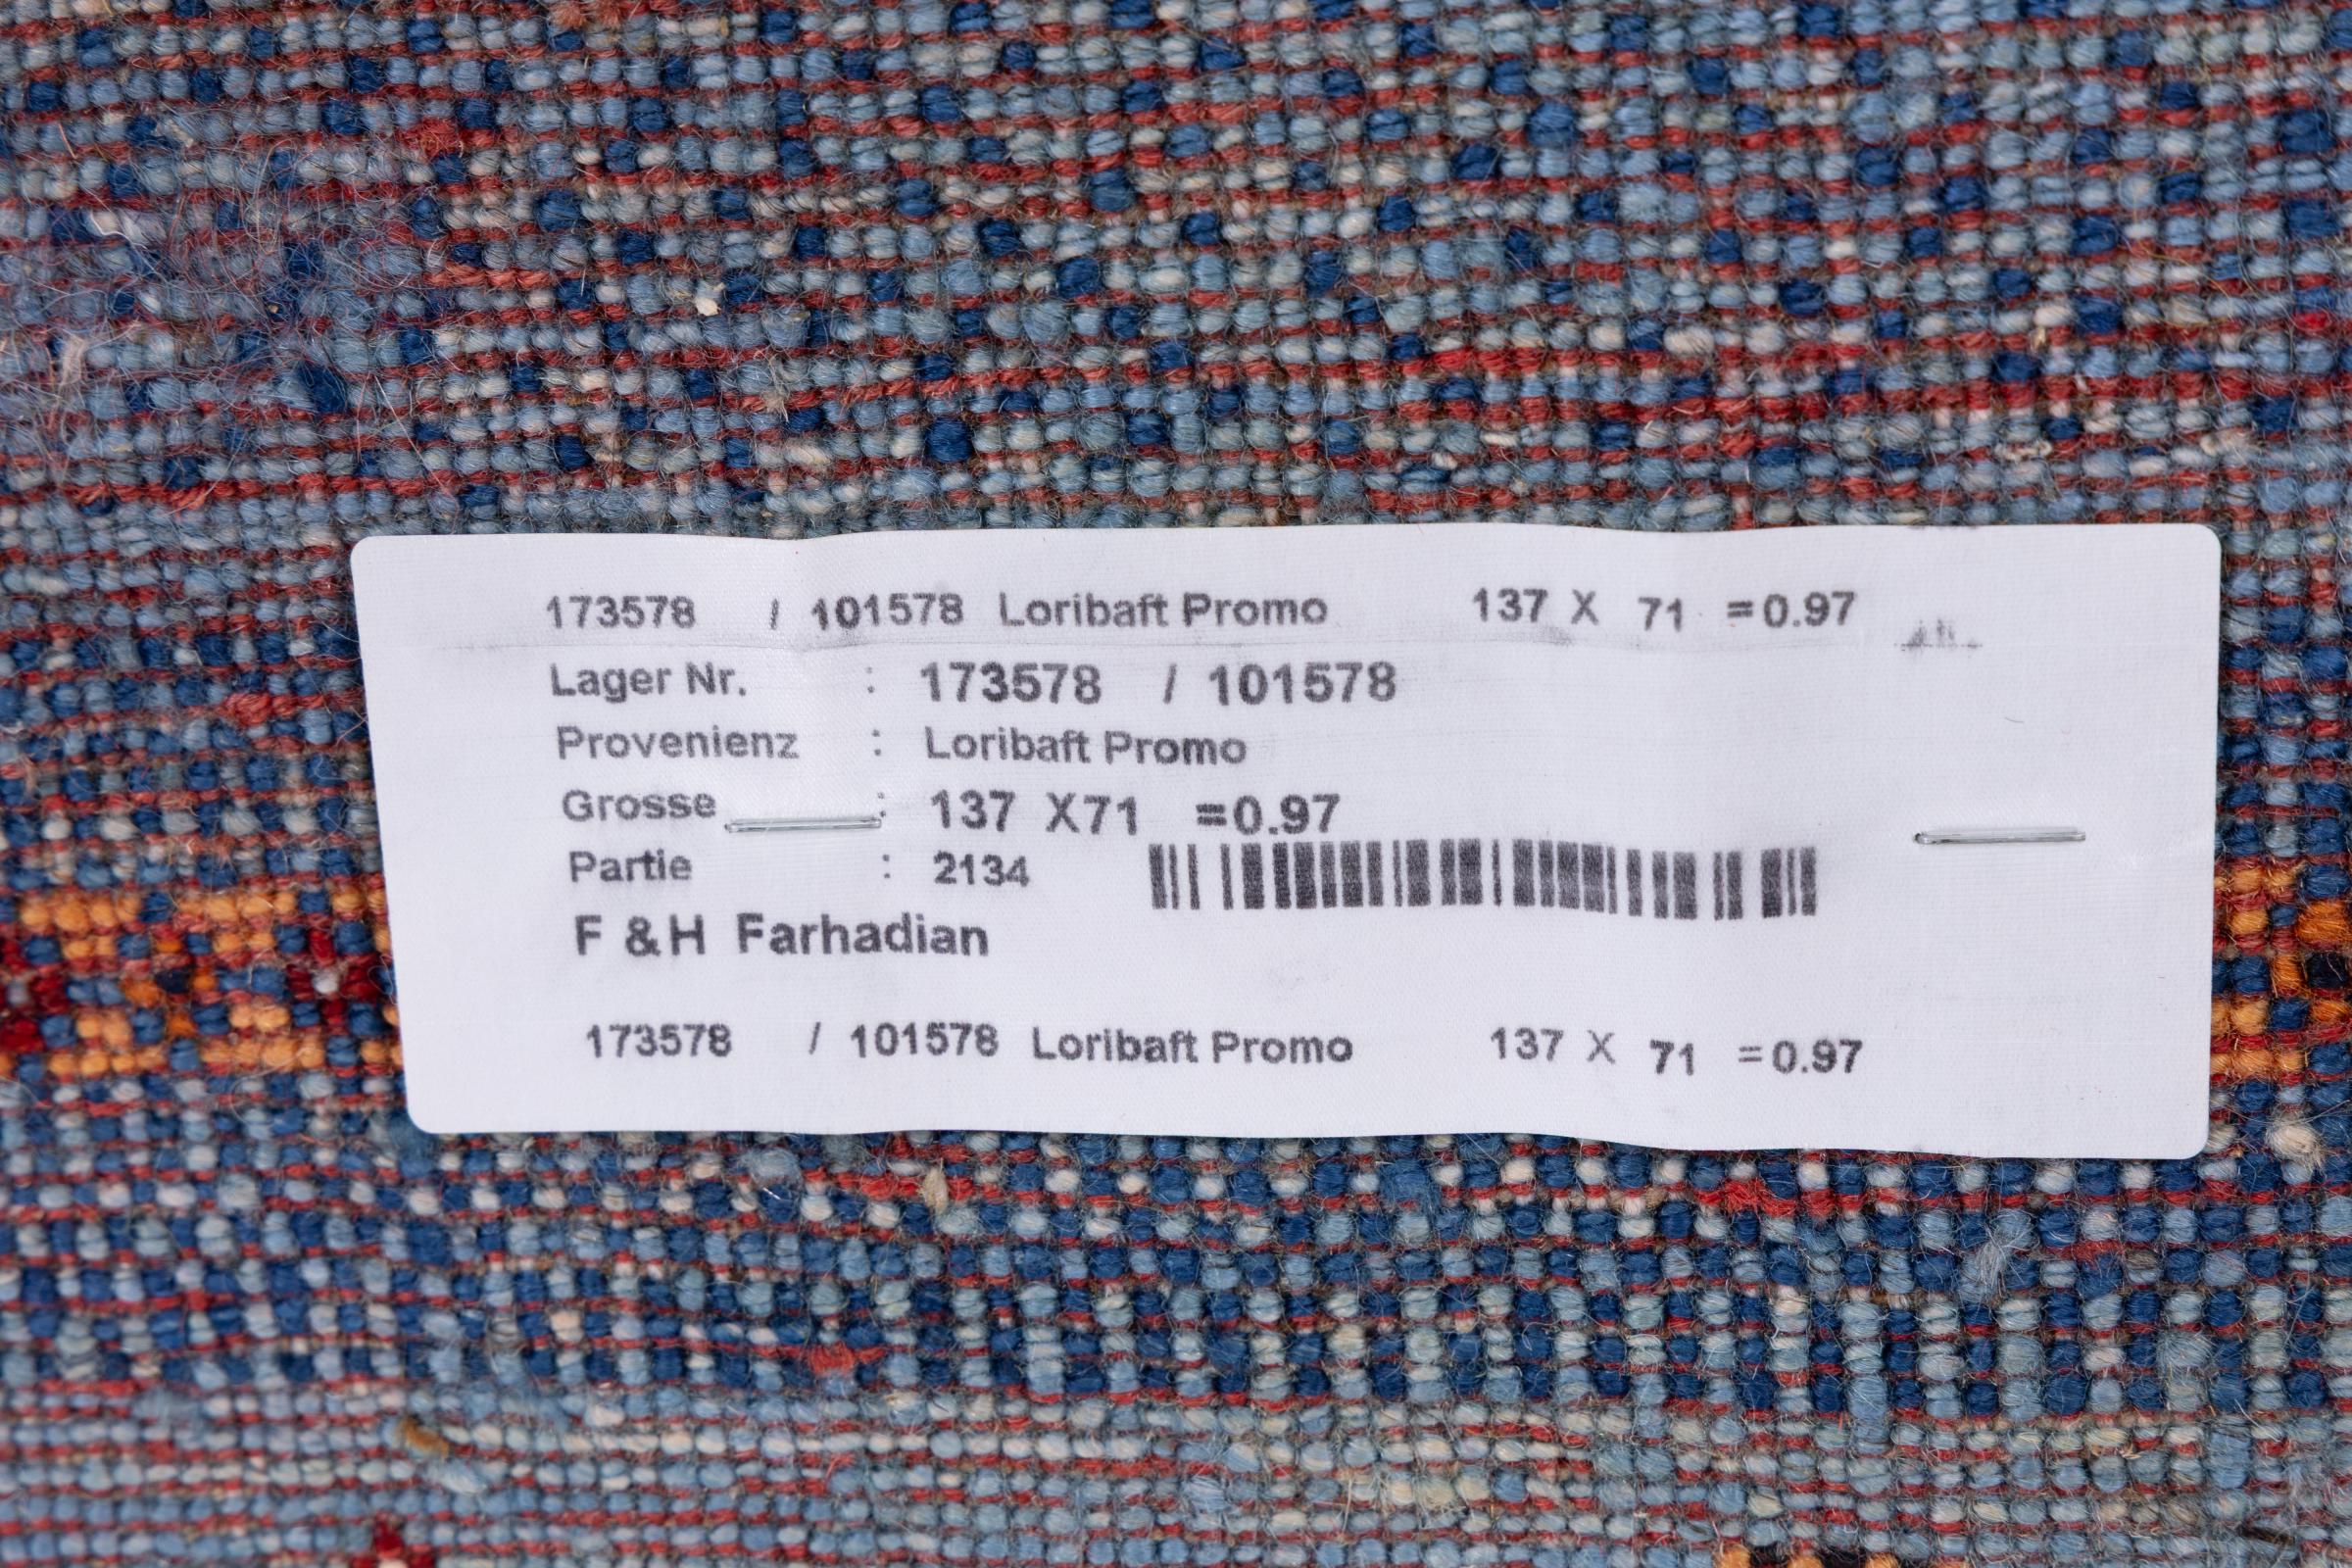 173578 / 101578 Loribaft Promo 137 X 71 =0.97
Lager Nr. : 173578 / 101578
Provenienz : Loribaft Promo
Grosse : 137 X71 =0.97
Partie : 2134
F & H Farhadian
173578 / 101578 Loribaft Promo 137 X 71 =0.97